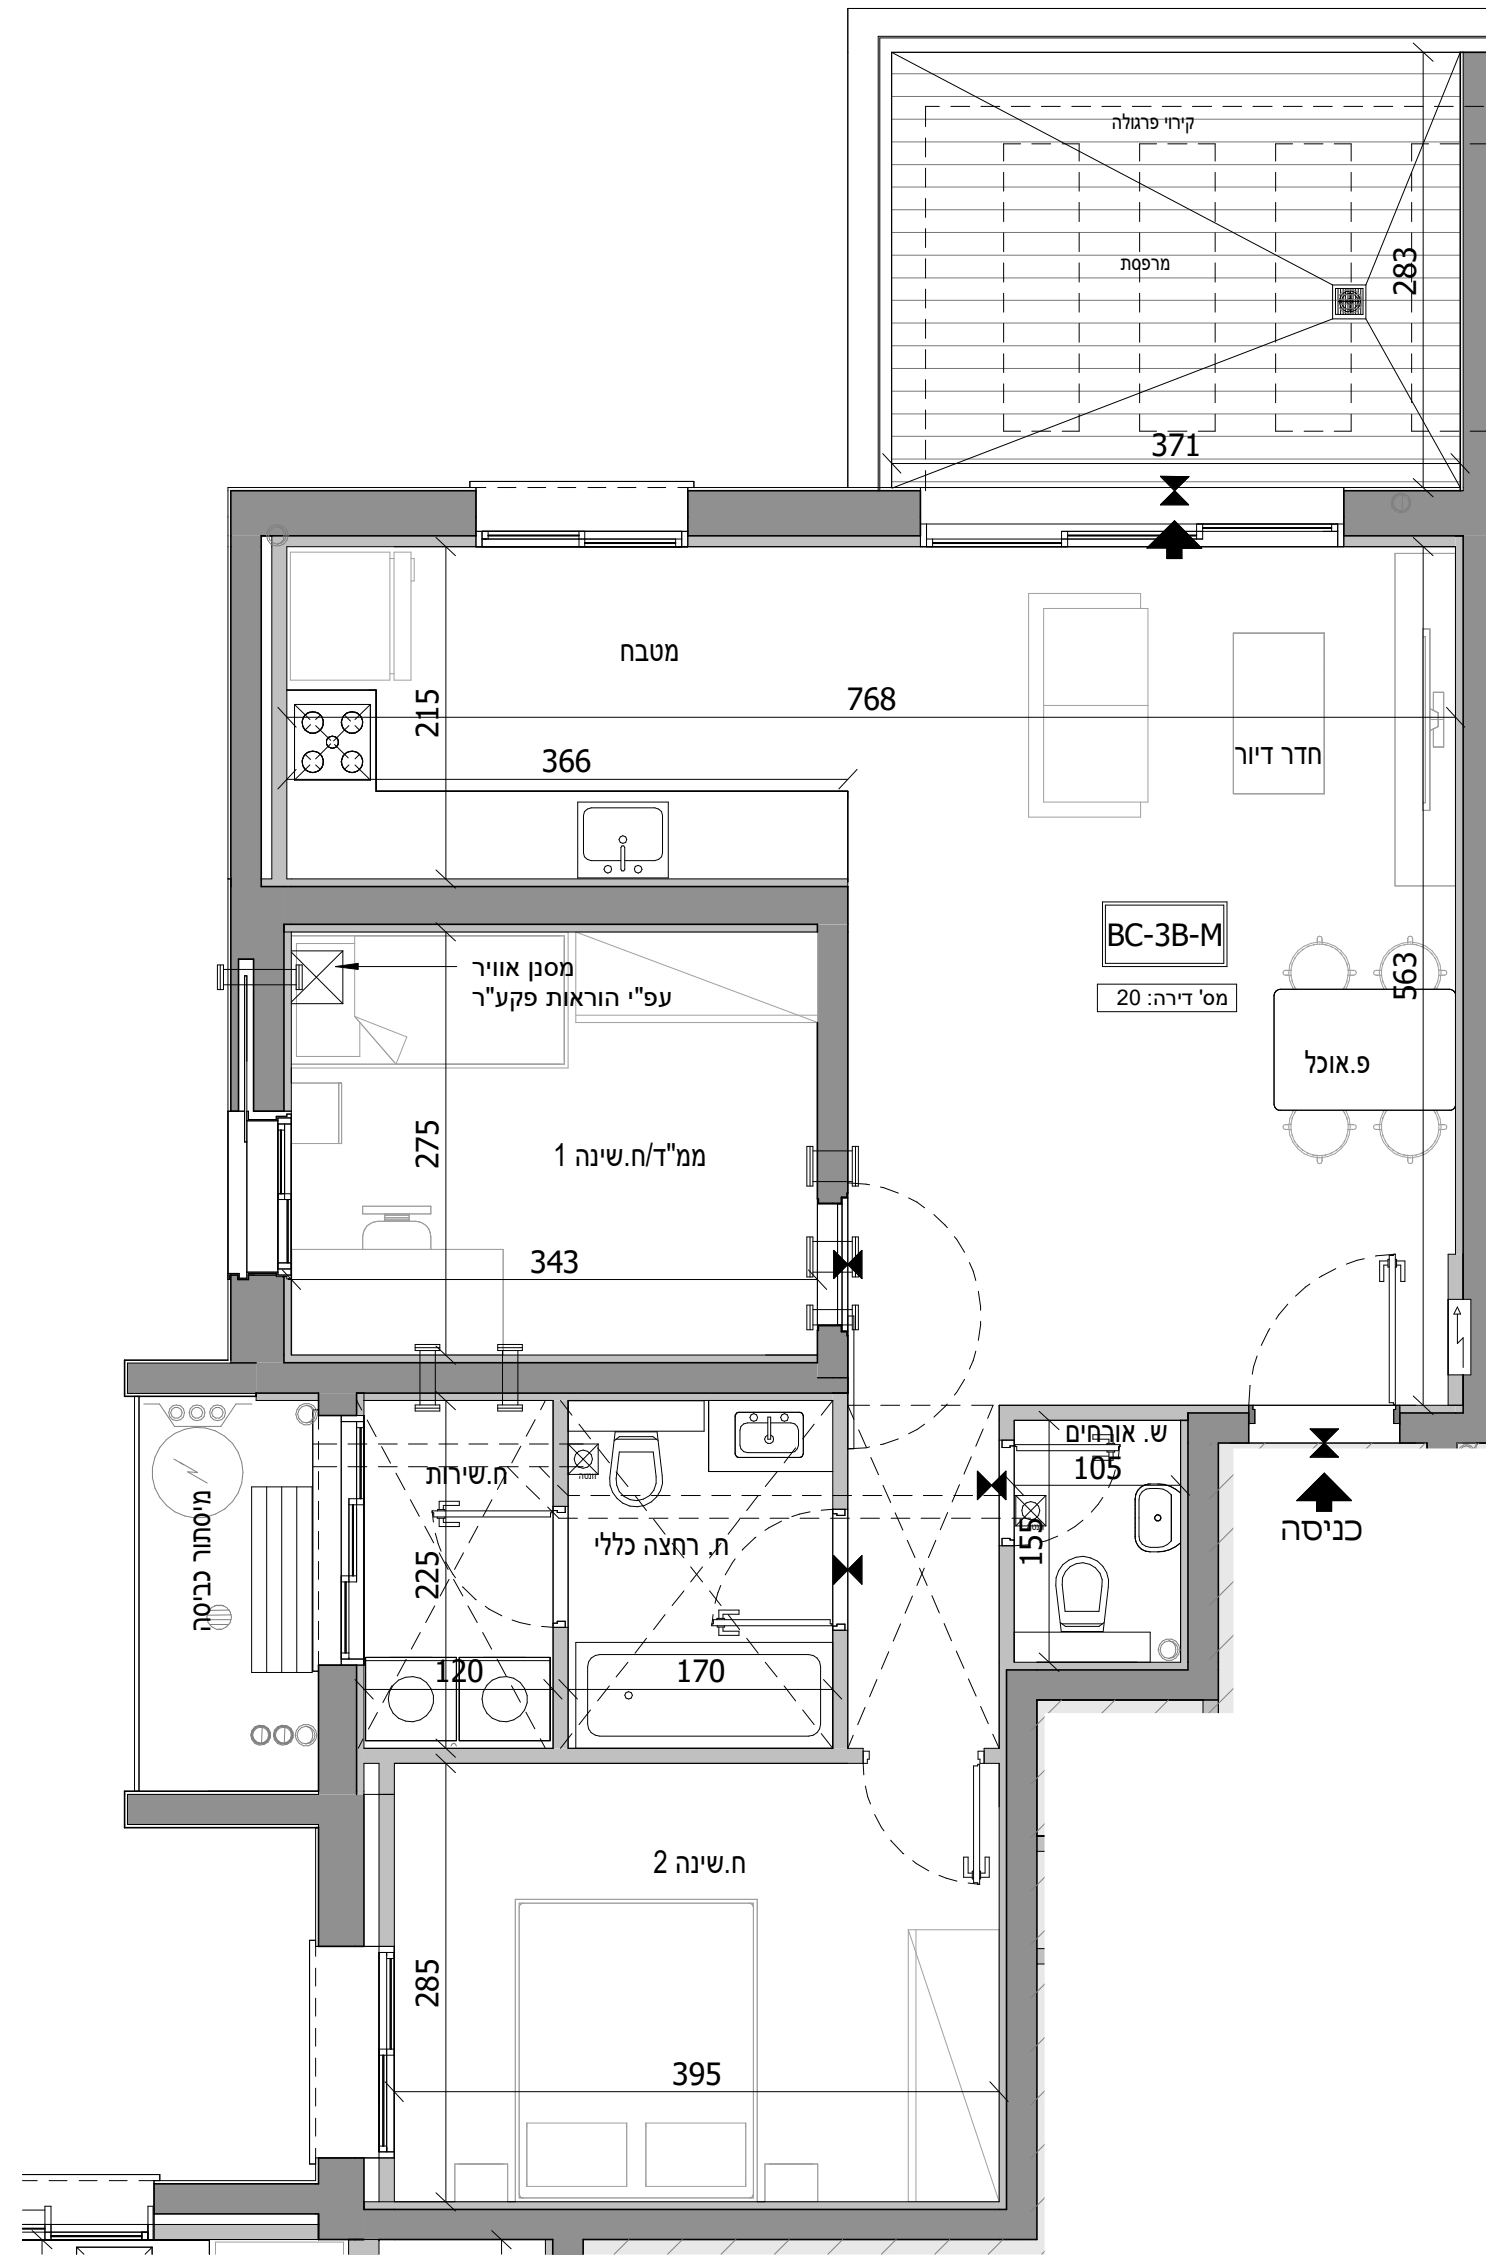 קירוי פרגולה
מרפסת
283
371
מטבח
215
768
366
חדר דיור
BC-3B-M
מס' דירה: 20
563
פ.אוכל
מסנן אוויר
עפ"י הוראות פקע"ר
275
ממ"ד/ח.שינה 1
343
ש. אורחים
105
155
כניסה
ח.שירות
ח. רחצה כללי
225
מיסתור כביסה
120
170
ח.שינה 2
285
395